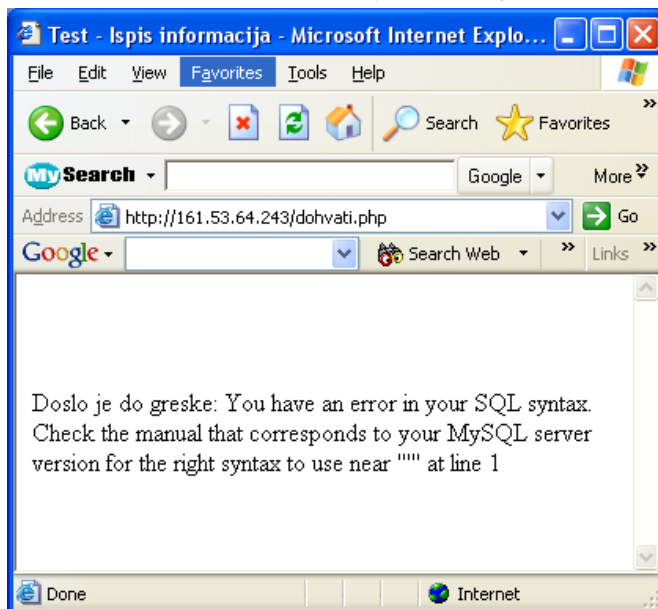 Test - Ispis informacija - Microsoft Internet Explo...
File Edit View Favorites Tools Help
Back Search Favorites »
My Search Google More »
Address http://161.53.64.243/dohvati.php Go
Google Search Web » Links »
Doslo je do greske: You have an error in your SQL syntax.
Check the manual that corresponds to your MySQL server
version for the right syntax to use near ''''' at line 1
Done Internet